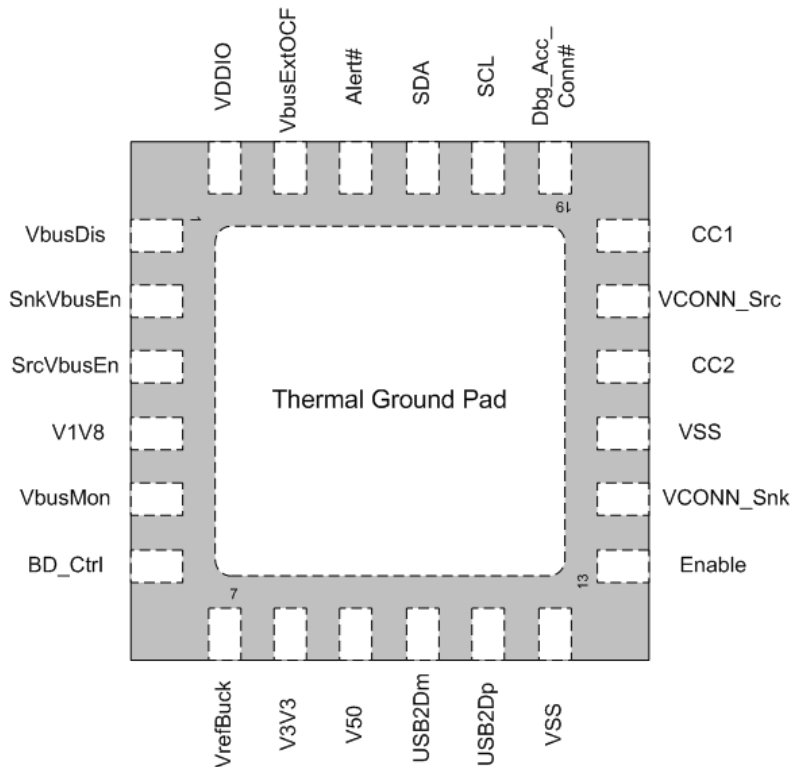 VDDIO
VbusExtOCF
Alert#
SDA
SCL
Dbg_Acc_
Conn#
1
19
VbusDis
SnkVbusEn
SrcVbusEn
V1V8
VbusMon
BD_Ctrl
Thermal Ground Pad
CC1
VCONN_Src
CC2
VSS
VCONN_Snk
Enable
7
13
VrefBuck
V3V3
V50
USB2Dm
USB2Dp
VSS